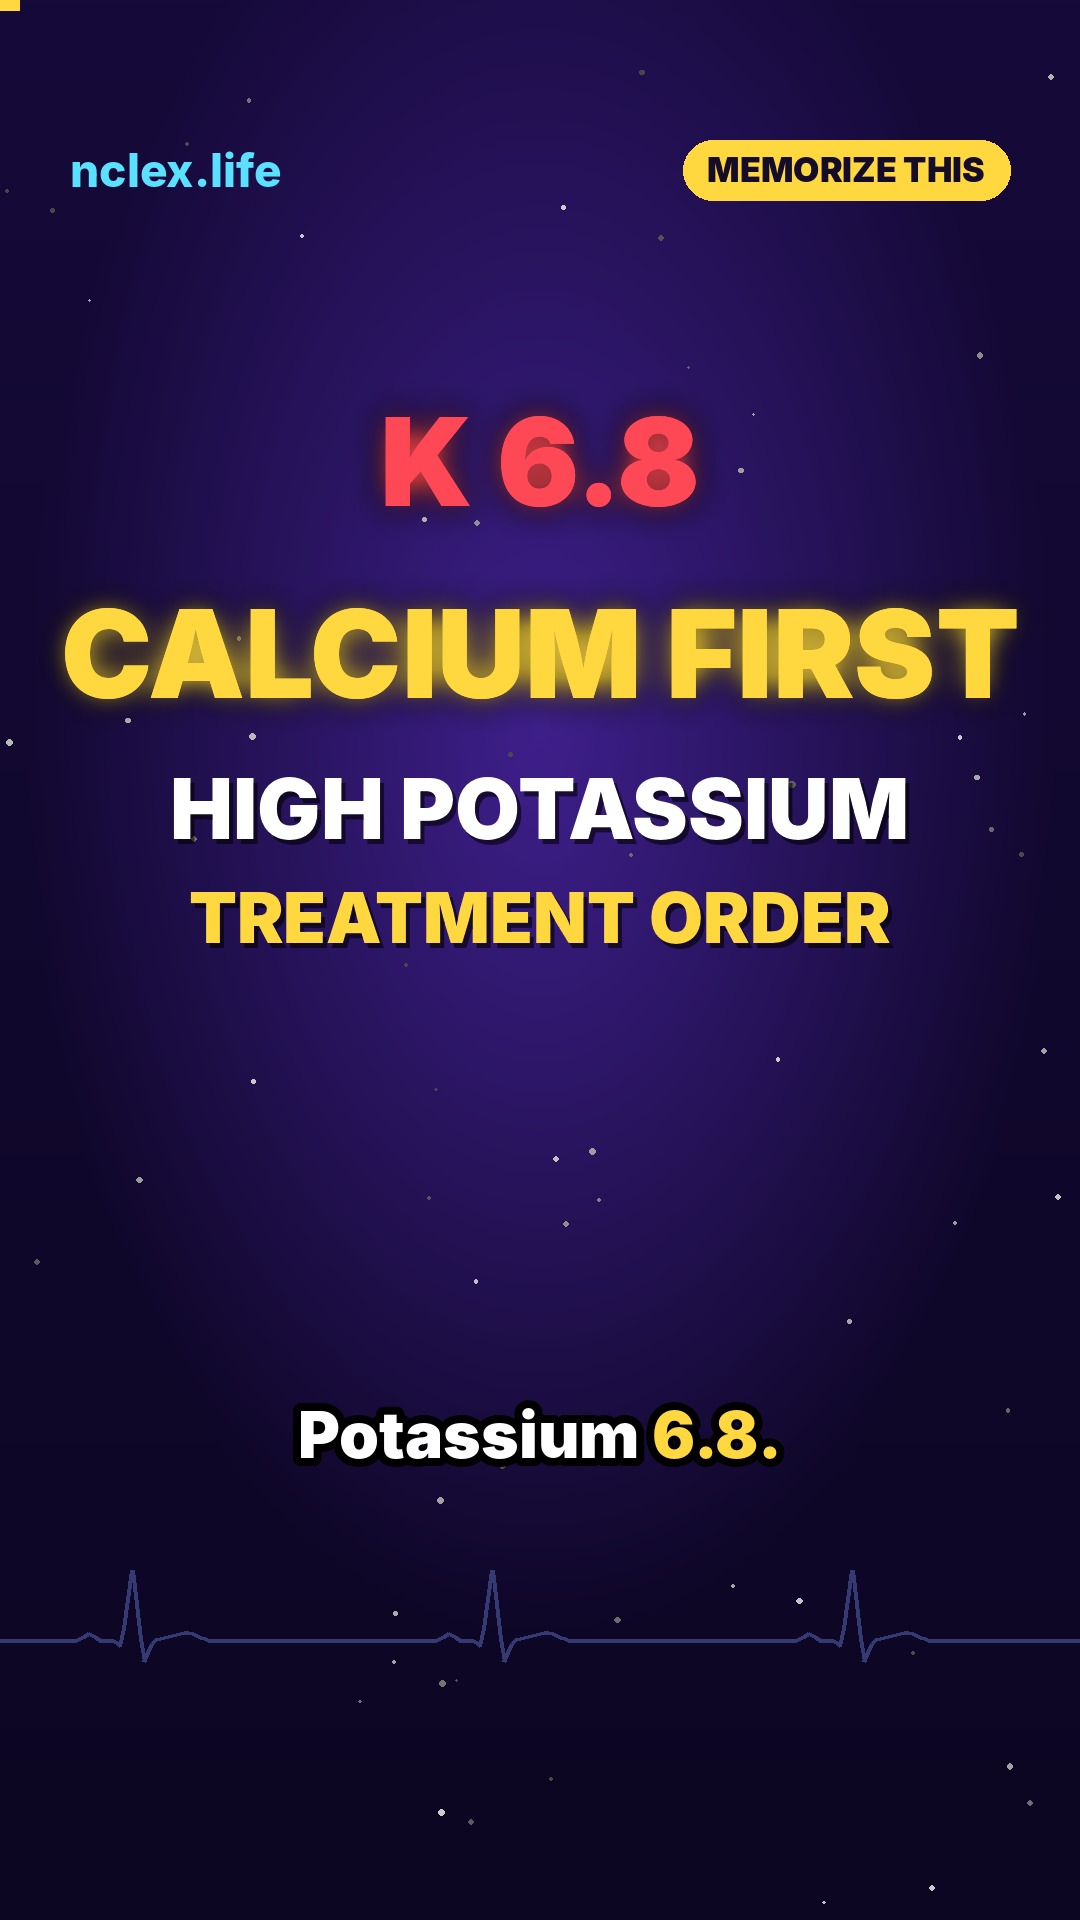 nclex.life
MEMORIZE THIS
K 6.8
CALCIUM FIRST
HIGH POTASSIUM
TREATMENT ORDER
Potassium 6.8.